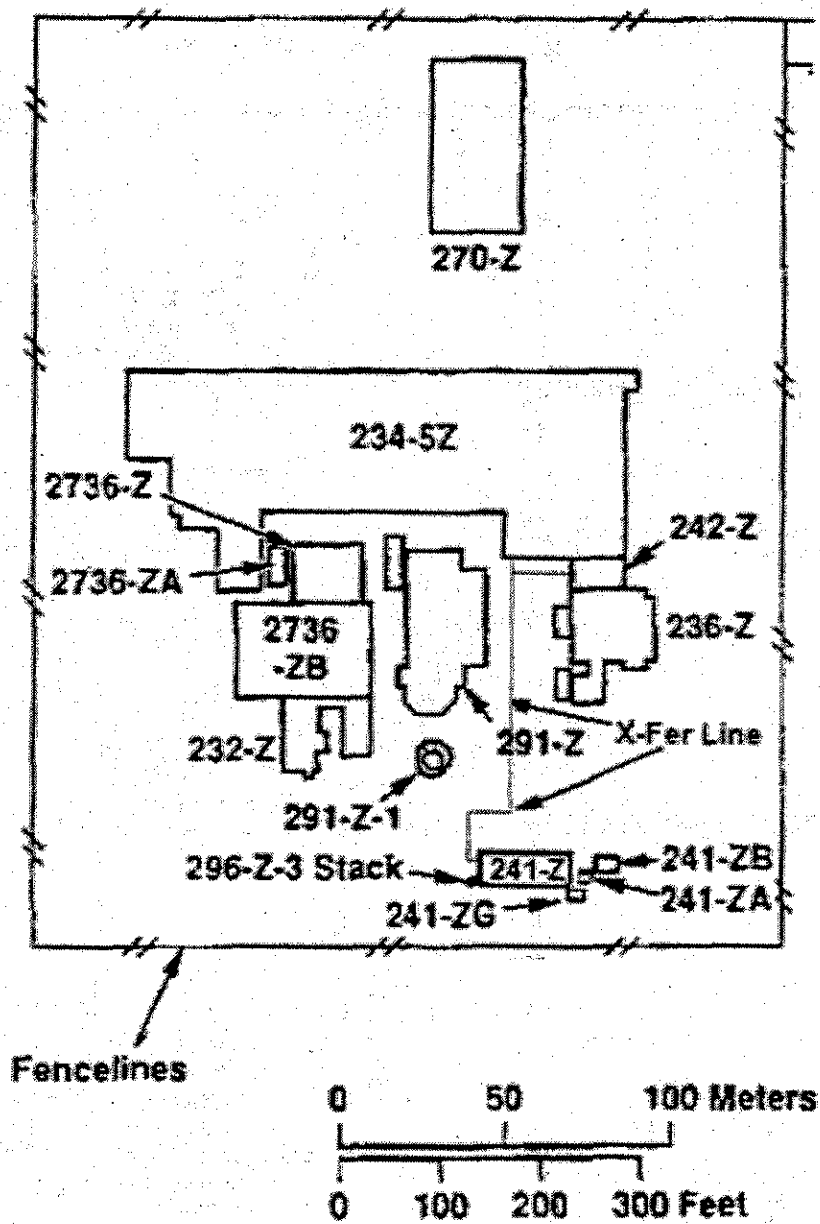 270-Z
234-5Z
2736-Z
242-Z
2736-ZA
2736
-ZB
236-Z
232-Z
291-Z
X-Fer Line
291-Z-1
296-Z-3 Stack
241-Z
241-ZB
241-ZG
241-ZA
Fencelines
0 50 100 Meters
0 100 200 300 Feet